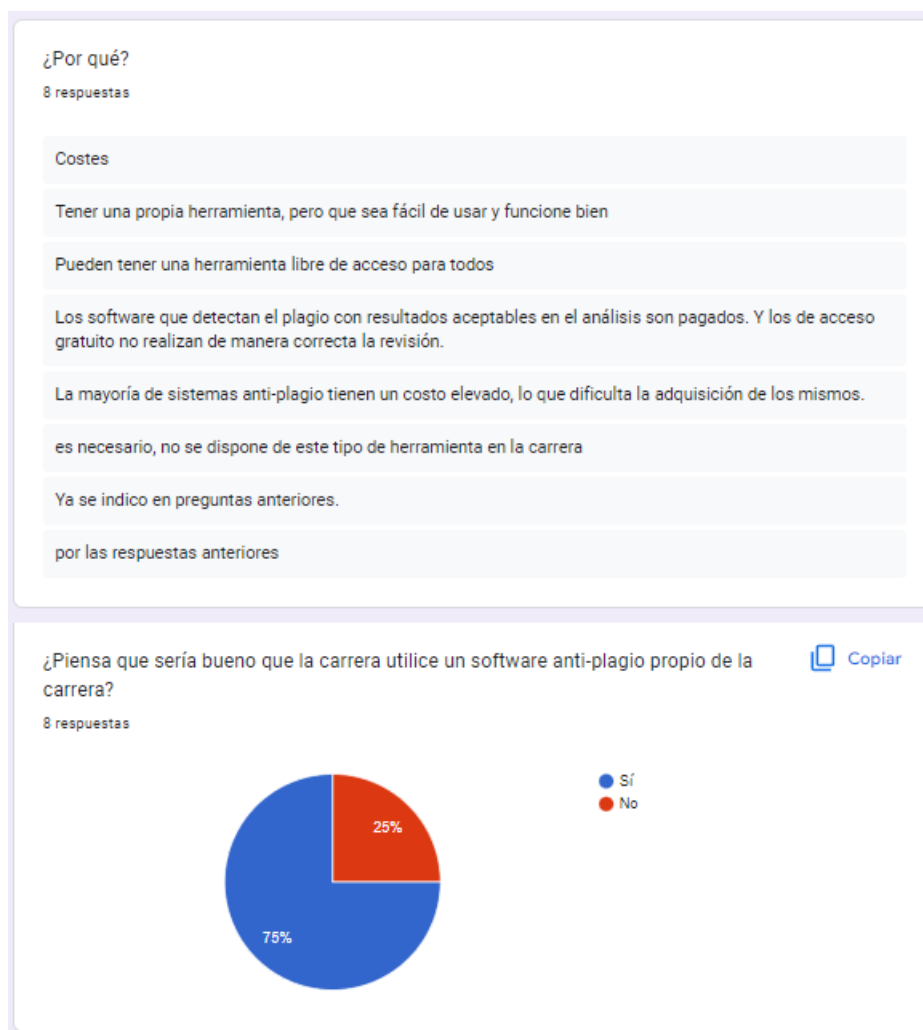 ¿Por qué?
8 respuestas
Costes
Tener una propia herramienta, pero que sea fácil de usar y funcione bien
Pueden tener una herramienta libre de acceso para todos
Los software que detectan el plagio con resultados aceptables en el análisis son pagados. Y los de acceso
gratuito no realizan de manera correcta la revisión.
La mayoría de sistemas anti-plagio tienen un costo elevado, lo que dificulta la adquisición de los mismos.
es necesario, no se dispone de este tipo de herramienta en la carrera
Ya se indico en preguntas anteriores.
por las respuestas anteriores
¿Piensa que sería bueno que la carrera utilice un software anti-plagio propio de la
carrera?
Copiar
8 respuestas
Sí
No
25%
75%